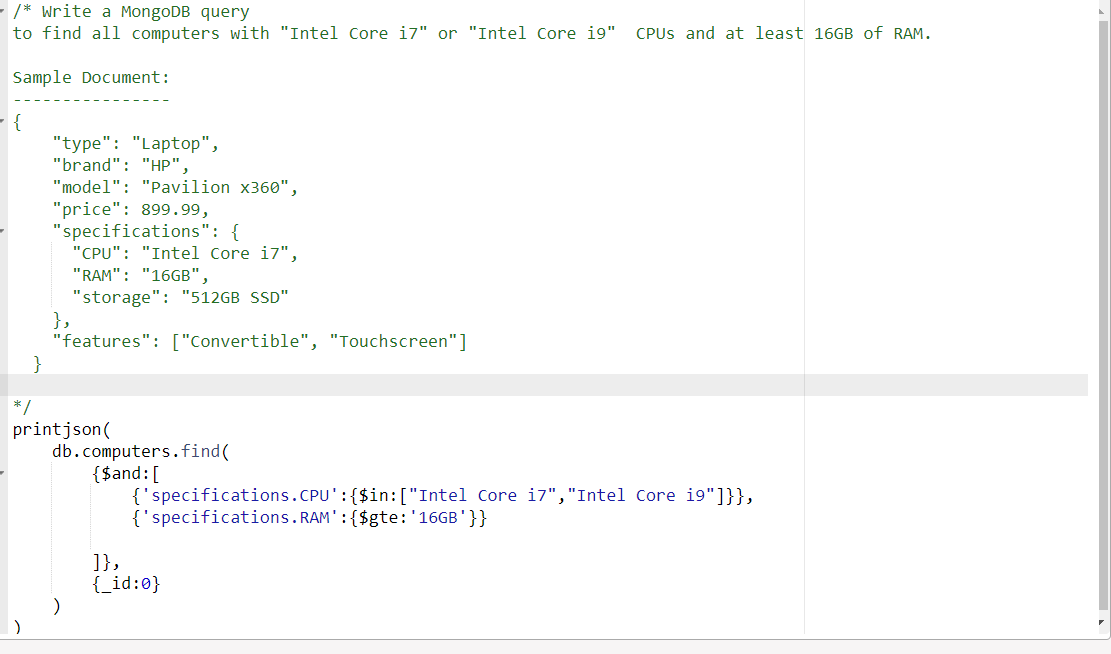 /* Write a MongoDB query
to find all computers with "Intel Core i7" or "Intel Core i9"  CPUs and at least 16GB of RAM.
Sample Document:
----------------
{
    "type": "Laptop",
    "brand": "HP",
    "model": "Pavilion x360",
    "price": 899.99,
    "specifications": {
      "CPU": "Intel Core i7",
      "RAM": "16GB",
      "storage": "512GB SSD"
    },
    "features": ["Convertible", "Touchscreen"]
  }
*/
printjson(
    db.computers.find(
        {$and:[
            {'specifications.CPU':{$in:["Intel Core i7","Intel Core i9"]}},
            {'specifications.RAM':{$gte:'16GB'}}
        ]},
        {_id:0}
    )
)